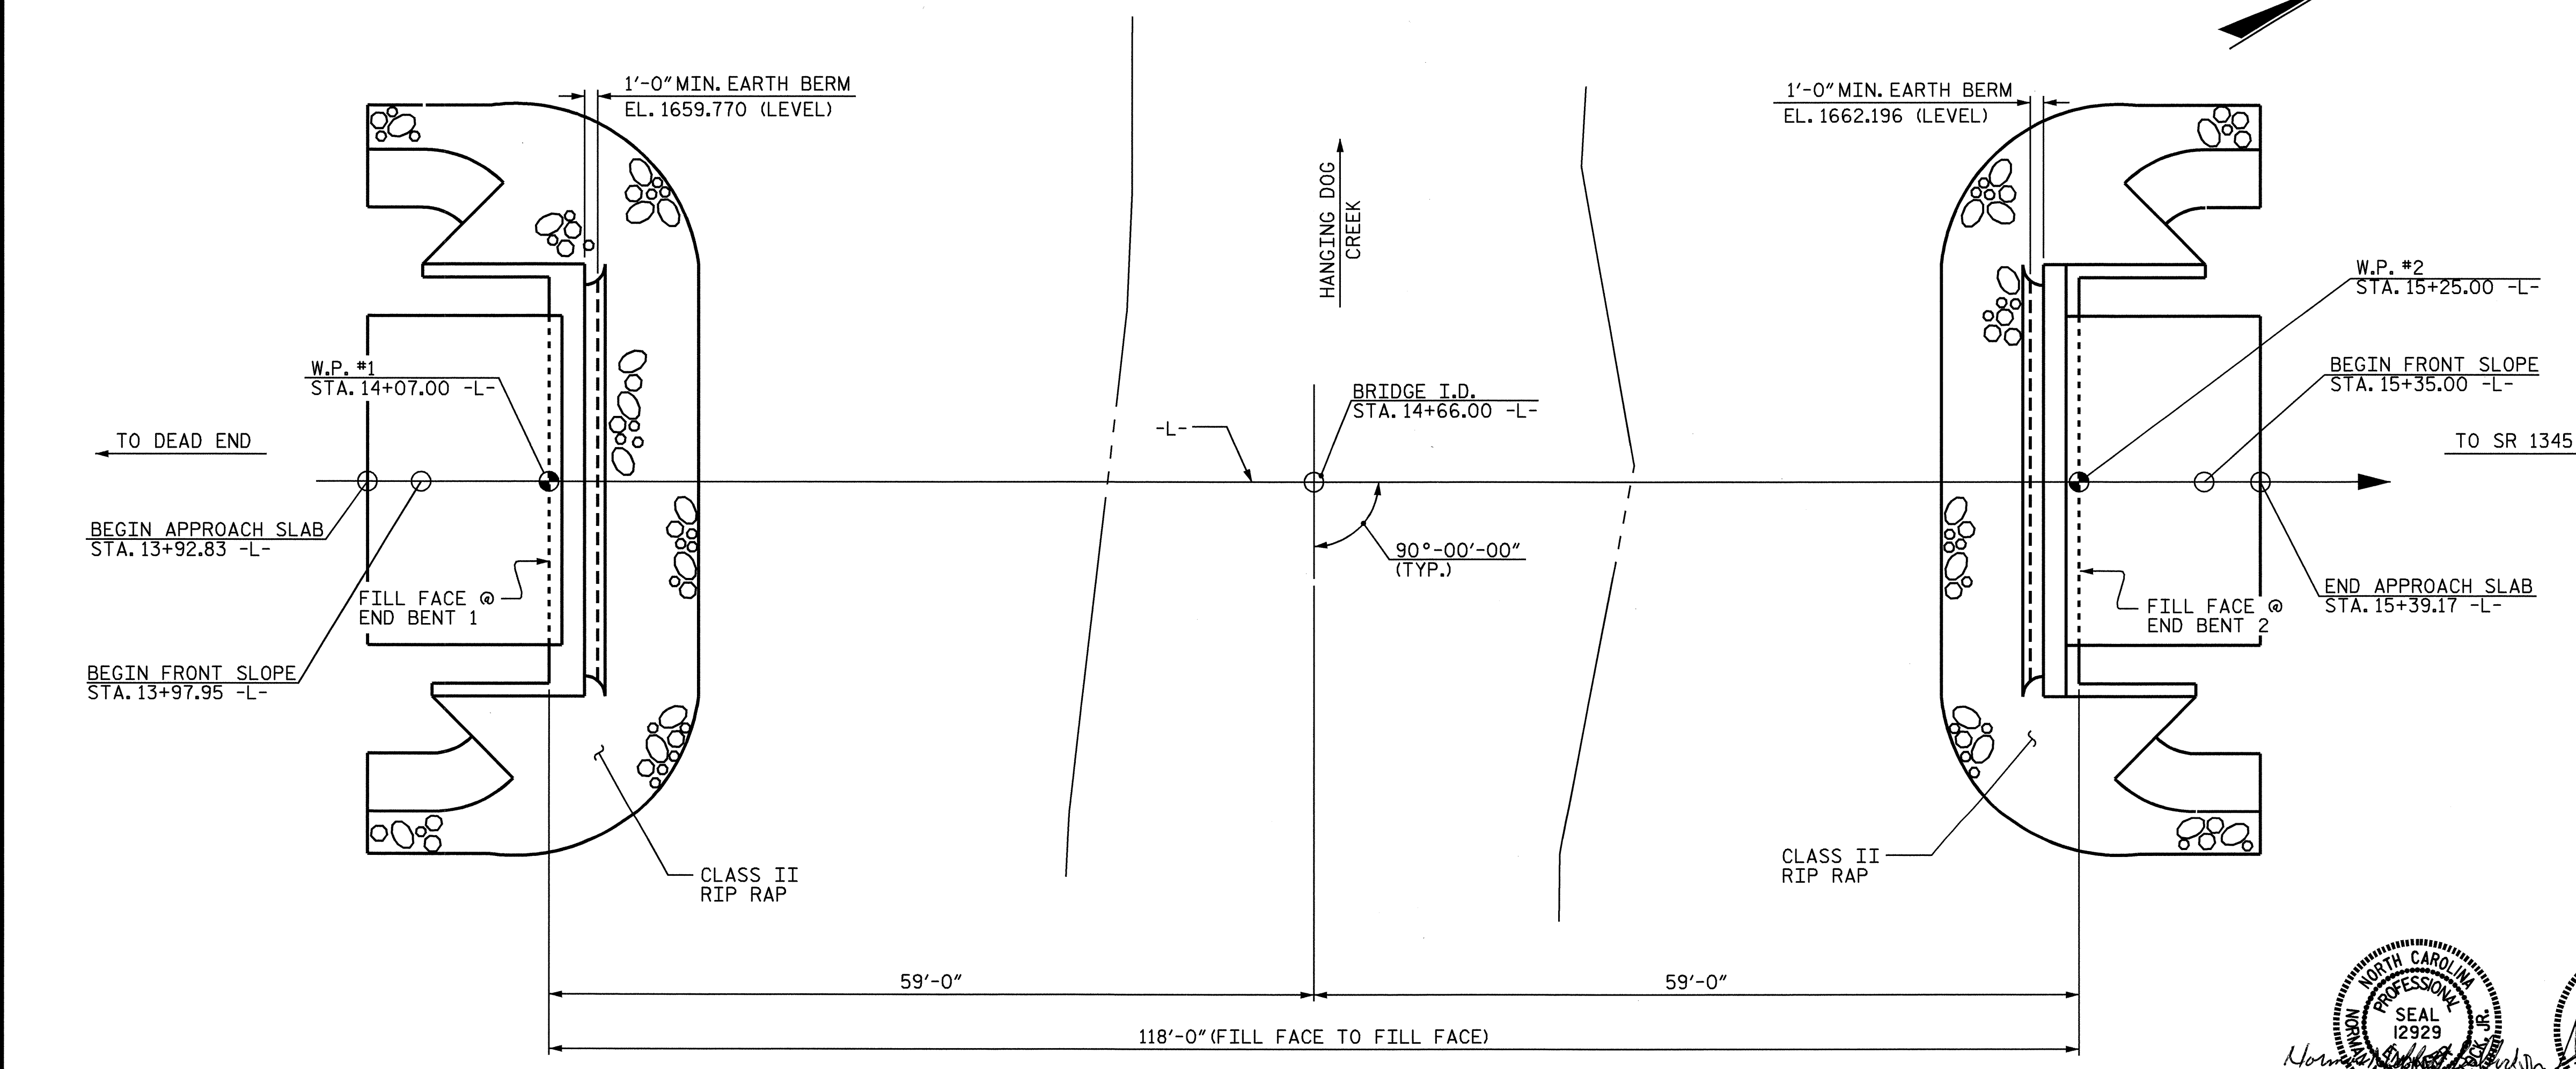 1'-0" MIN. EARTH BERM
EL. 1659.770 (LEVEL)
1'-0" MIN. EARTH BERM
EL. 1662.196 (LEVEL)
HANGING DOG
CREEK
W.P. #2
STA. 15+25.00 -L-
W.P. #1
STA. 14+07.00 -L-
BEGIN FRONT SLOPE
STA. 15+35.00 -L-
BRIDGE I.D.
STA. 14+66.00 -L-
-L-
TO DEAD END
TO SR 1345
BEGIN APPROACH SLAB
STA. 13+92.83 -L-
90°-00'-00"
(TYP.)
FILL FACE @
END BENT 1
FILL FACE @
END BENT 2
END APPROACH SLAB
STA. 15+39.17 -L-
BEGIN FRONT SLOPE
STA. 13+97.95 -L-
CLASS II
RIP RAP
CLASS II
RIP RAP
59'-0"
59'-0"
118'-0" (FILL FACE TO FILL FACE)
NORTH CAROLINA
PROFESSIONAL
SEAL
12929
JR.